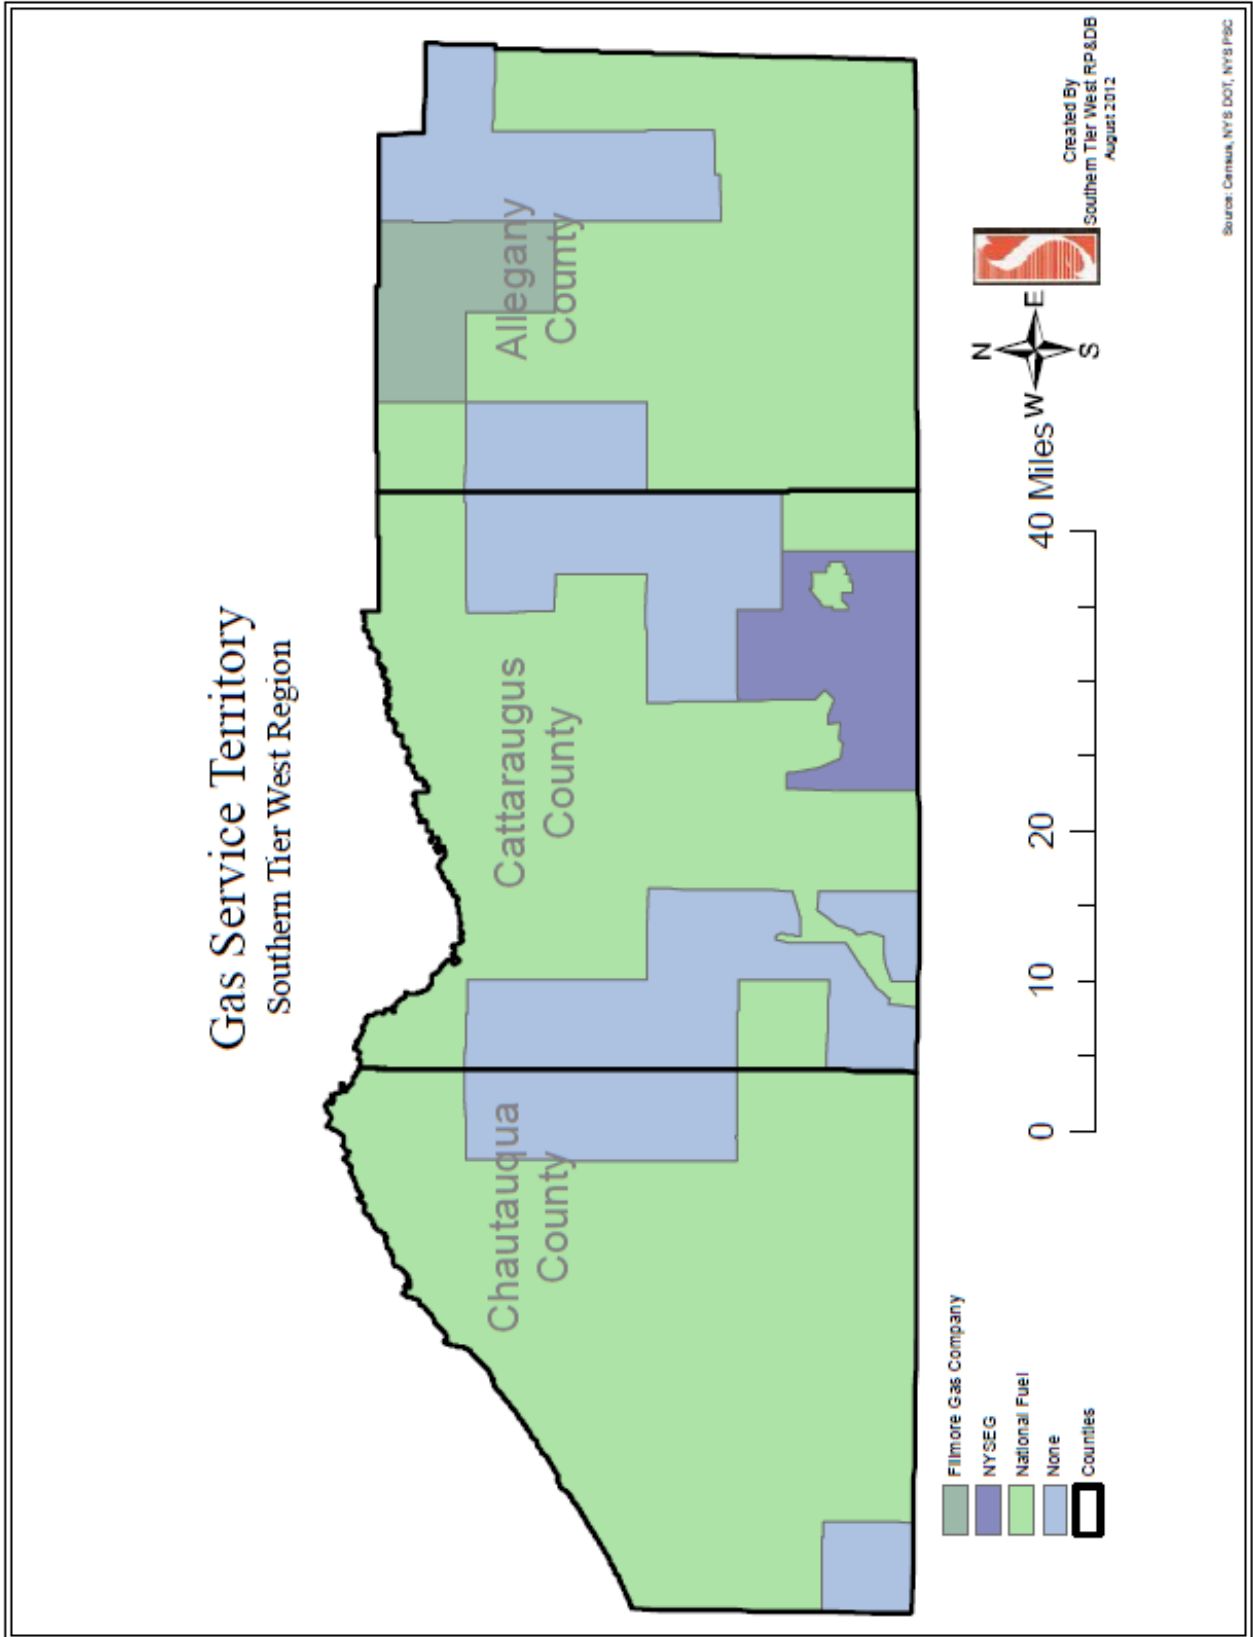 Gas Service Territory
Southern Tier West Region
Chautauqua
County
Cattaraugus
County
Allegany
County
Fillmore Gas Company
NYSEG
National Fuel
None
Counties
0 10 20 40 Miles
N
W E
S
Created By
Southern Tier West RP&DB
August 2012
Source: Census, NYS DOT, NYS PSC